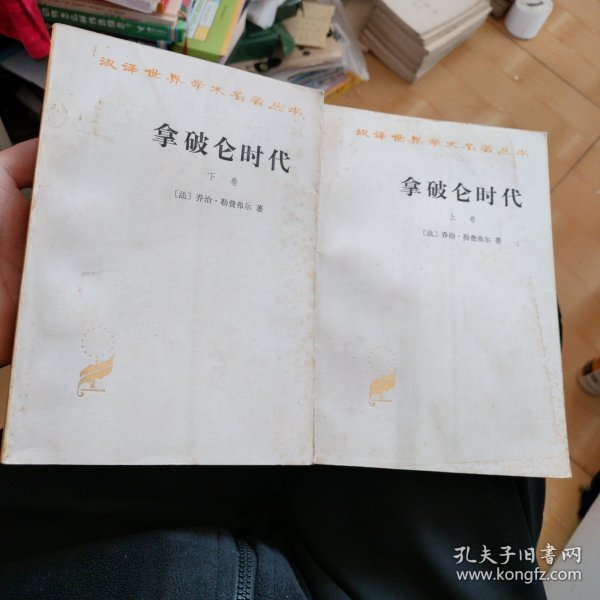 汉译世界学术名著丛书
拿破仑时代
下卷
〔法〕乔治·勒费弗尔 著
汉译世界学术名著丛书
拿破仑时代
上卷
〔法〕乔治·勒费弗尔 著
孔夫子旧书网
www.kongfz.com